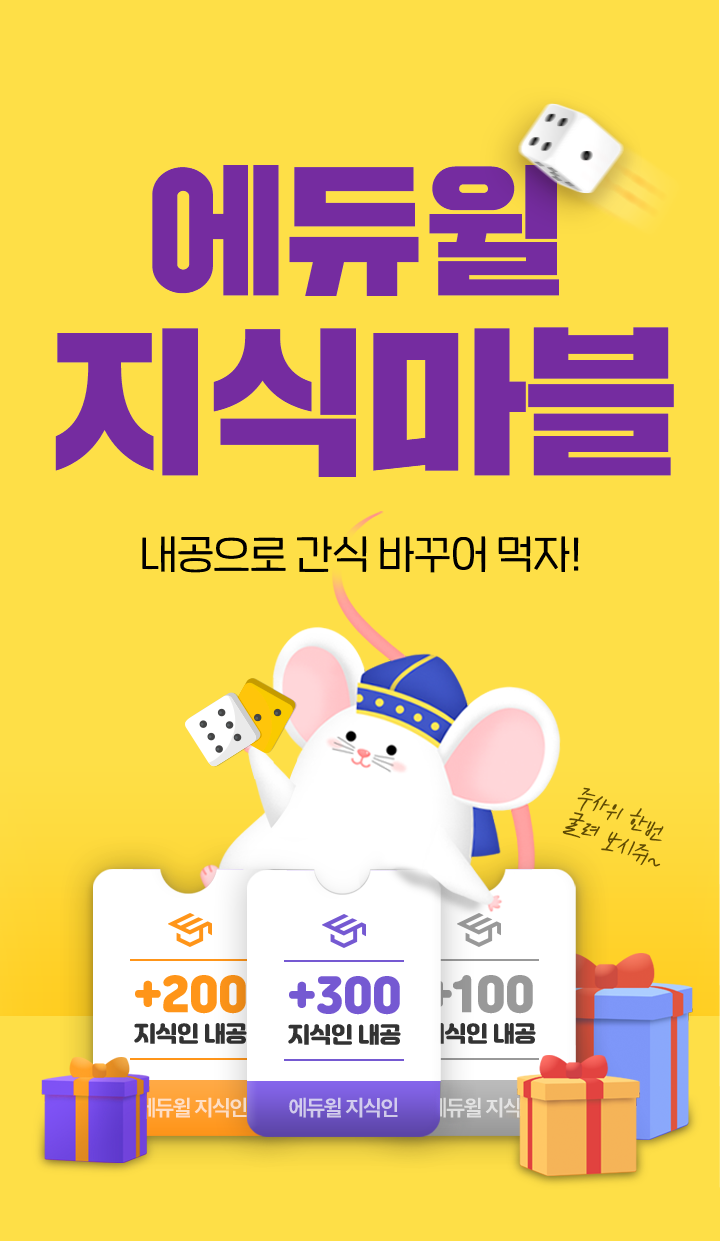 에듀윌
지식마블
내공으로 간식 바꾸어 먹자!
주사위 한번
굴려 보시쥬~
+200
지식인 내공
에듀윌 지식인
+300
지식인 내공
에듀윌 지식인
+100
지식인 내공
에듀윌 지식